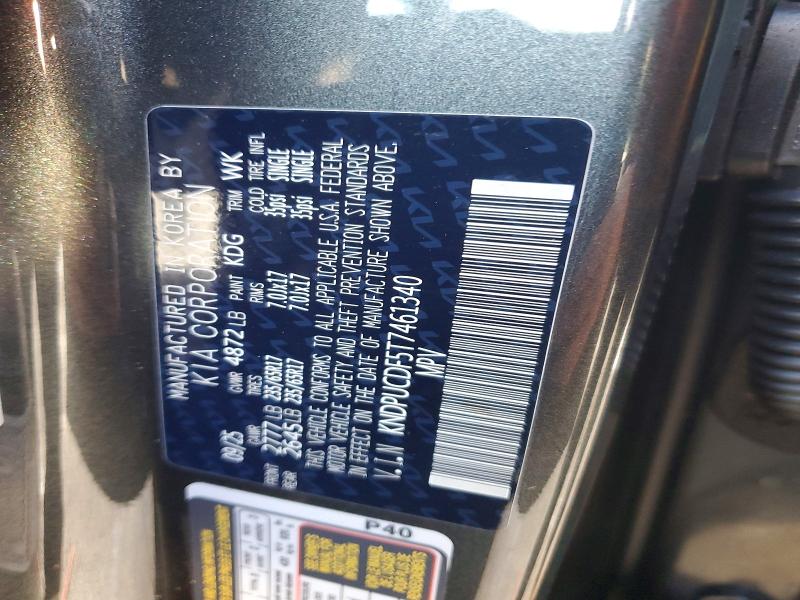 MANUFACTURED IN KOREA BY
KIA CORPORATION
09/25 GVWR 4872 LB PAINT KDG TRIM WK
GAWR TIRES RIMS COLD TIRE INFL
FRONT 2777 LB 235/65R17 7.0Jx17 35psi SINGLE
REAR 2645 LB 235/65R17 7.0Jx17 35psi SINGLE
THIS VEHICLE CONFORMS TO ALL APPLICABLE U.S.A. FEDERAL
MOTOR VEHICLE SAFETY AND THEFT PREVENTION STANDARDS
IN EFFECT ON THE DATE OF MANUFACTURE SHOWN ABOVE.
V.I.N KNDPUCDF5T7461340
MPV
P40